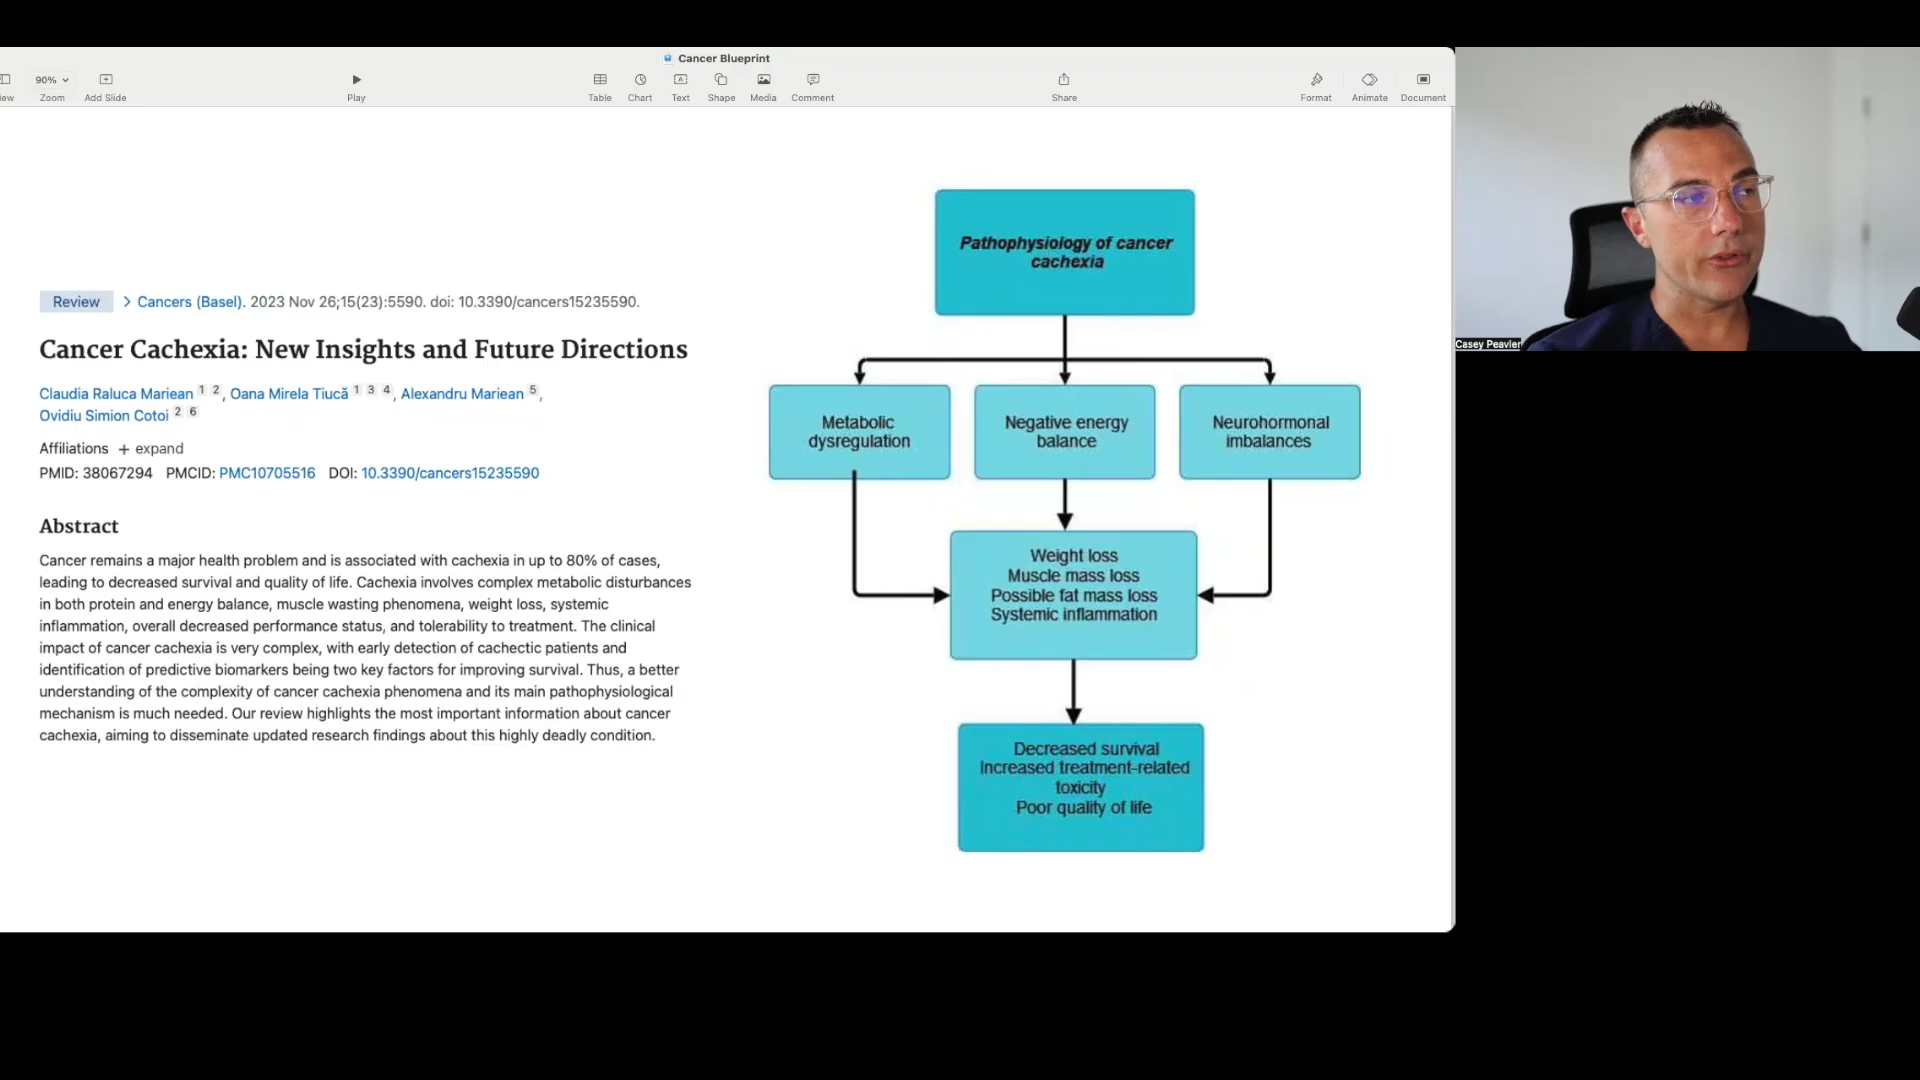 Cancer Blueprint
90%
Zoom
Add Slide
Play
Table
Chart
Text
Shape
Media
Comment
Share
Format
Animate
Document
Review
Cancers (Basel). 2023 Nov 26;15(23):5590. doi: 10.3390/cancers15235590.
Cancer Cachexia: New Insights and Future Directions
Claudia Raluca Mariean 1 2, Oana Mirela Tiucă 1 3 4, Alexandru Mariean 5,
Ovidiu Simion Cotoi 2 6
Affiliations + expand
PMID: 38067294 PMCID: PMC10705516 DOI: 10.3390/cancers15235590
Abstract
Cancer remains a major health problem and is associated with cachexia in up to 80% of cases,
leading to decreased survival and quality of life. Cachexia involves complex metabolic disturbances
in both protein and energy balance, muscle wasting phenomena, weight loss, systemic
inflammation, overall decreased performance status, and tolerability to treatment. The clinical
impact of cancer cachexia is very complex, with early detection of cachectic patients and
identification of predictive biomarkers being two key factors for improving survival. Thus, a better
understanding of the complexity of cancer cachexia phenomena and its main pathophysiological
mechanism is much needed. Our review highlights the most important information about cancer
cachexia, aiming to disseminate updated research findings about this highly deadly condition.
Pathophysiology of cancer
cachexia
Metabolic
dysregulation
Negative energy
balance
Neurohormonal
imbalances
Weight loss
Muscle mass loss
Possible fat mass loss
Systemic inflammation
Decreased survival
Increased treatment-related
toxicity
Poor quality of life
Casey Peavler